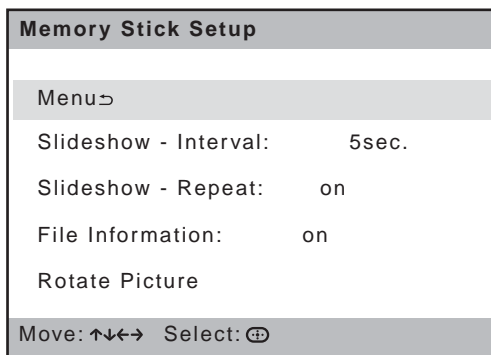 Memory Stick Setup
Menu⮌
Slideshow - Interval: 5sec.
Slideshow - Repeat: on
File Information: on
Rotate Picture
Move: ↑↓←→ Select: